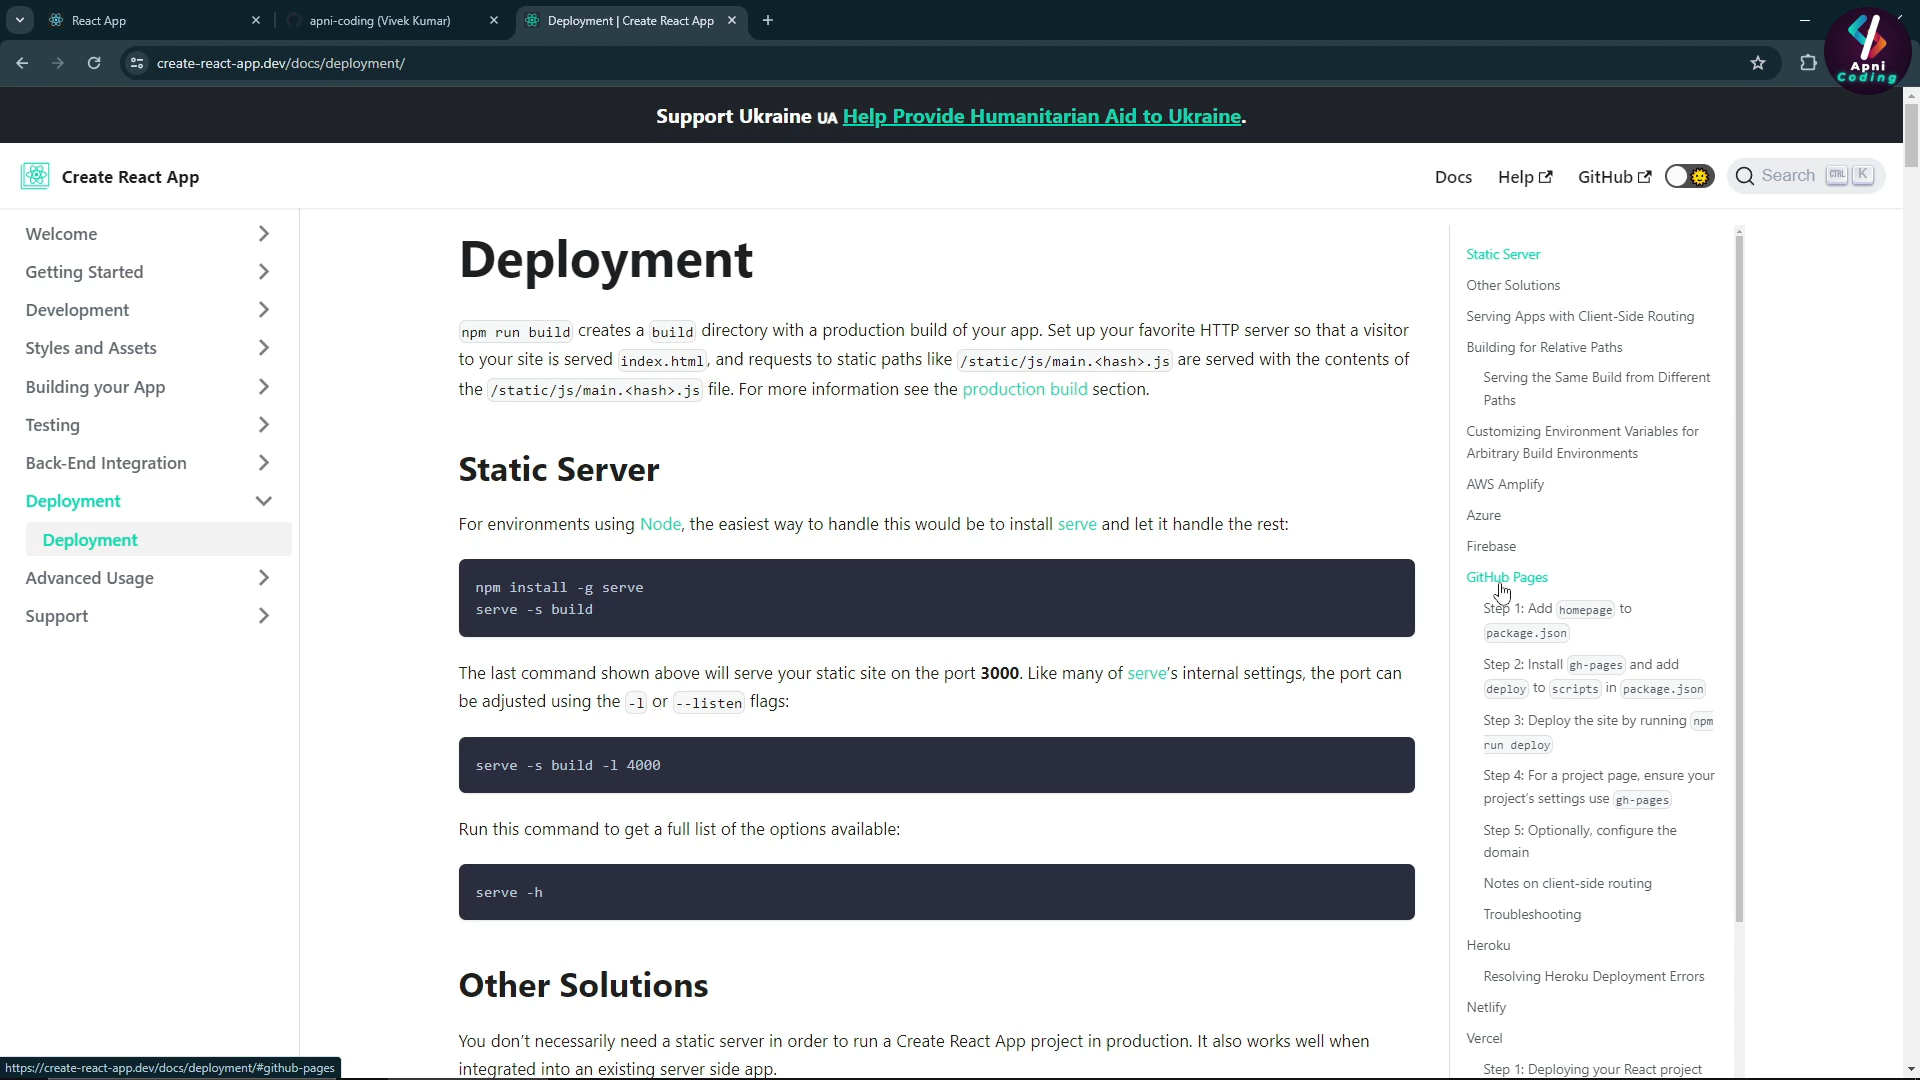 React App
apni-coding (Vivek Kumar)
Deployment | Create React App
create-react-app.dev/docs/deployment/
Apni
Coding
Support Ukraine UA Help Provide Humanitarian Aid to Ukraine.
Create React App
Docs
Help
GitHub
Search
CTRL
K
Welcome
Getting Started
Development
Styles and Assets
Building your App
Testing
Back-End Integration
Deployment
Deployment
Advanced Usage
Support
Deployment
npm run build creates a build directory with a production build of your app. Set up your favorite HTTP server so that a visitor
to your site is served index.html, and requests to static paths like /static/js/main.<hash>.js are served with the contents of
the /static/js/main.<hash>.js file. For more information see the production build section.
Static Server
For environments using Node, the easiest way to handle this would be to install serve and let it handle the rest:
npm install -g serve
serve -s build
The last command shown above will serve your static site on the port 3000. Like many of serve's internal settings, the port can
be adjusted using the -l or --listen flags:
serve -s build -l 4000
Run this command to get a full list of the options available:
serve -h
Other Solutions
You don't necessarily need a static server in order to run a Create React App project in production. It also works well when
integrated into an existing server side app.
Static Server
Other Solutions
Serving Apps with Client-Side Routing
Building for Relative Paths
Serving the Same Build from Different
Paths
Customizing Environment Variables for
Arbitrary Build Environments
AWS Amplify
Azure
Firebase
GitHub Pages
Step 1: Add homepage to
package.json
Step 2: Install gh-pages and add
deploy to scripts in package.json
Step 3: Deploy the site by running npm
run deploy
Step 4: For a project page, ensure your
project's settings use gh-pages
Step 5: Optionally, configure the
domain
Notes on client-side routing
Troubleshooting
Heroku
Resolving Heroku Deployment Errors
Netlify
Vercel
Step 1: Deploying your React project
https://create-react-app.dev/docs/deployment/#github-pages